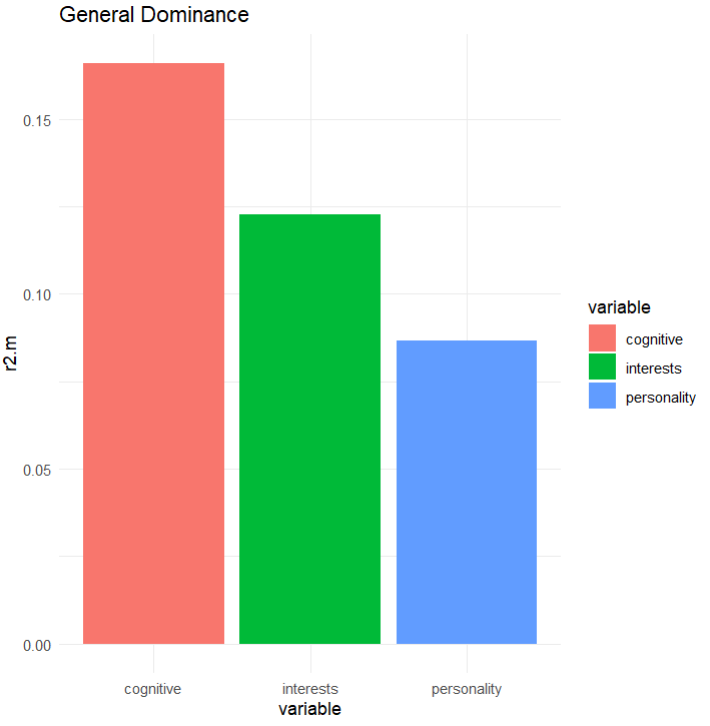 General Dominance
0.15
0.10
0.05
0.00
r2.m
cognitive interests personality
variable
variable
cognitive
interests
personality